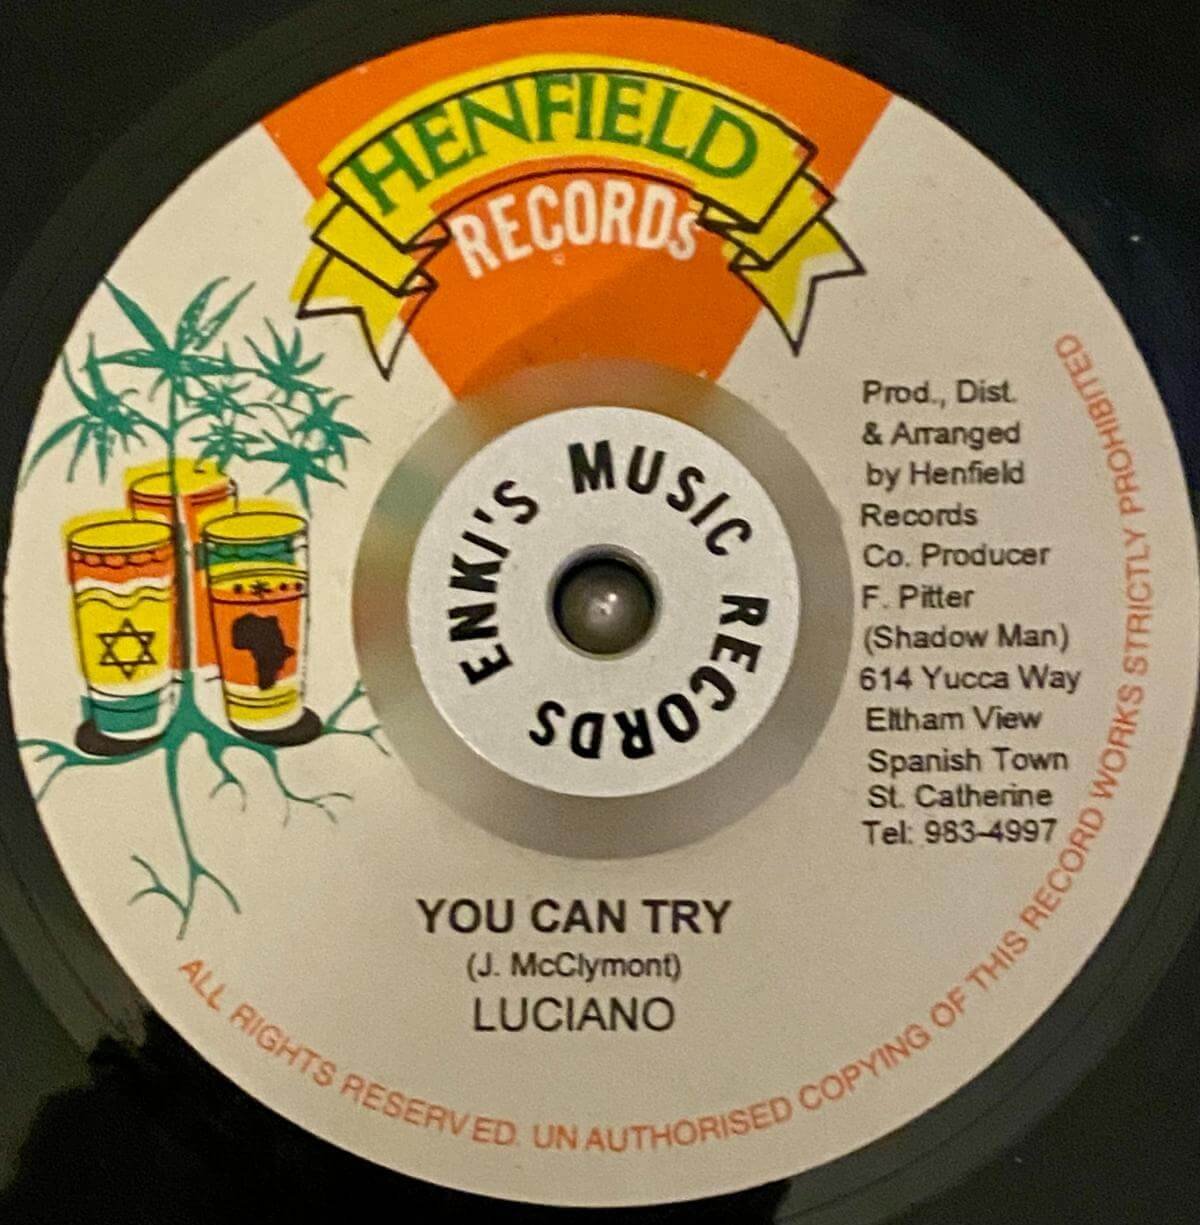 HENFIELD
RECORDS
ENKI'S MUSIC RECORDS
Prod., Dist.
& Arranged
by Henfield
Records
Co. Producer
F. Pitter
(Shadow Man)
614 Yucca Way
Eltham View
Spanish Town
St. Catherine
Tel: 983-4997
YOU CAN TRY
(J. McClymont)
LUCIANO
ALL RIGHTS RESERVED. UNAUTHORISED COPYING OF THIS RECORD WORKS STRICTLY PROHIBITED